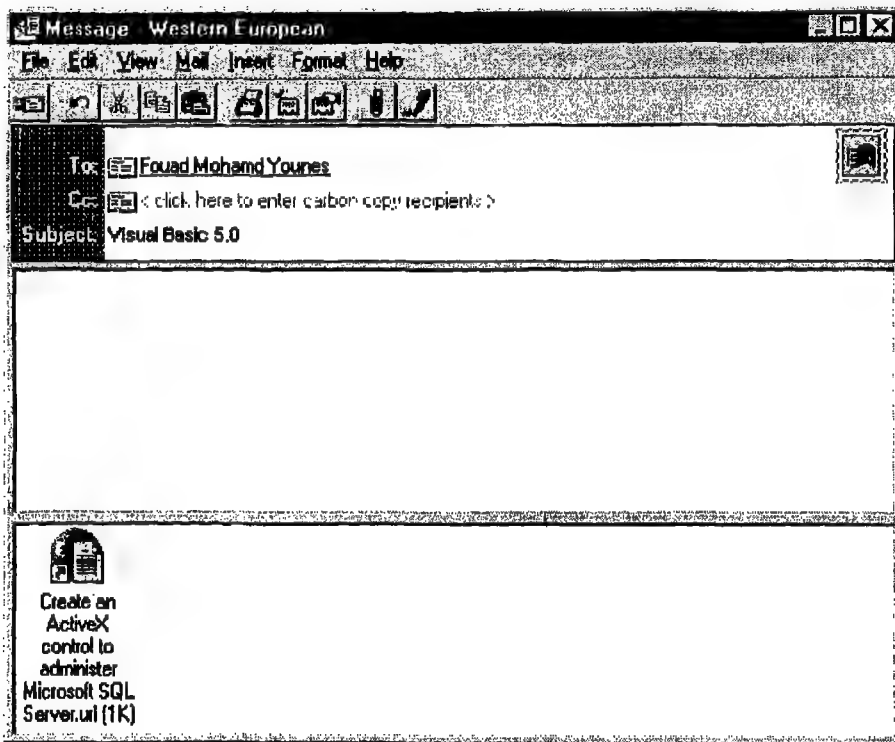 Message Western European
File Edit View Mail Insert Format Help
To: Fouad Mohamd Younes
Cc: < click here to enter carbon copy recipients >
Subject: Visual Basic 5.0
Create an
ActiveX
control to
administer
Microsoft SQL
Server.url (1K)